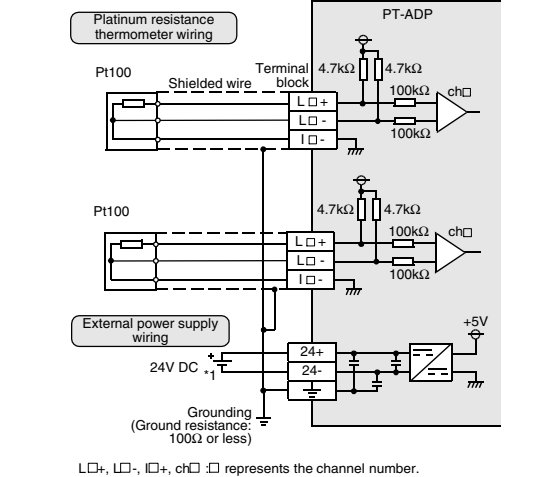 Platinum resistance
thermometer wiring
PT-ADP
Pt100
Shielded wire
Terminal
block
4.7kΩ
4.7kΩ
100kΩ
ch□
L□+
L□-
I□-
100kΩ
Pt100
4.7kΩ
4.7kΩ
100kΩ
ch□
L□+
L□-
I□-
100kΩ
External power supply
wiring
+5V
24V DC
+
*1
24+
24-
Grounding
(Ground resistance:
100Ω or less)
L□+, L□-, I□+, ch□ :□ represents the channel number.